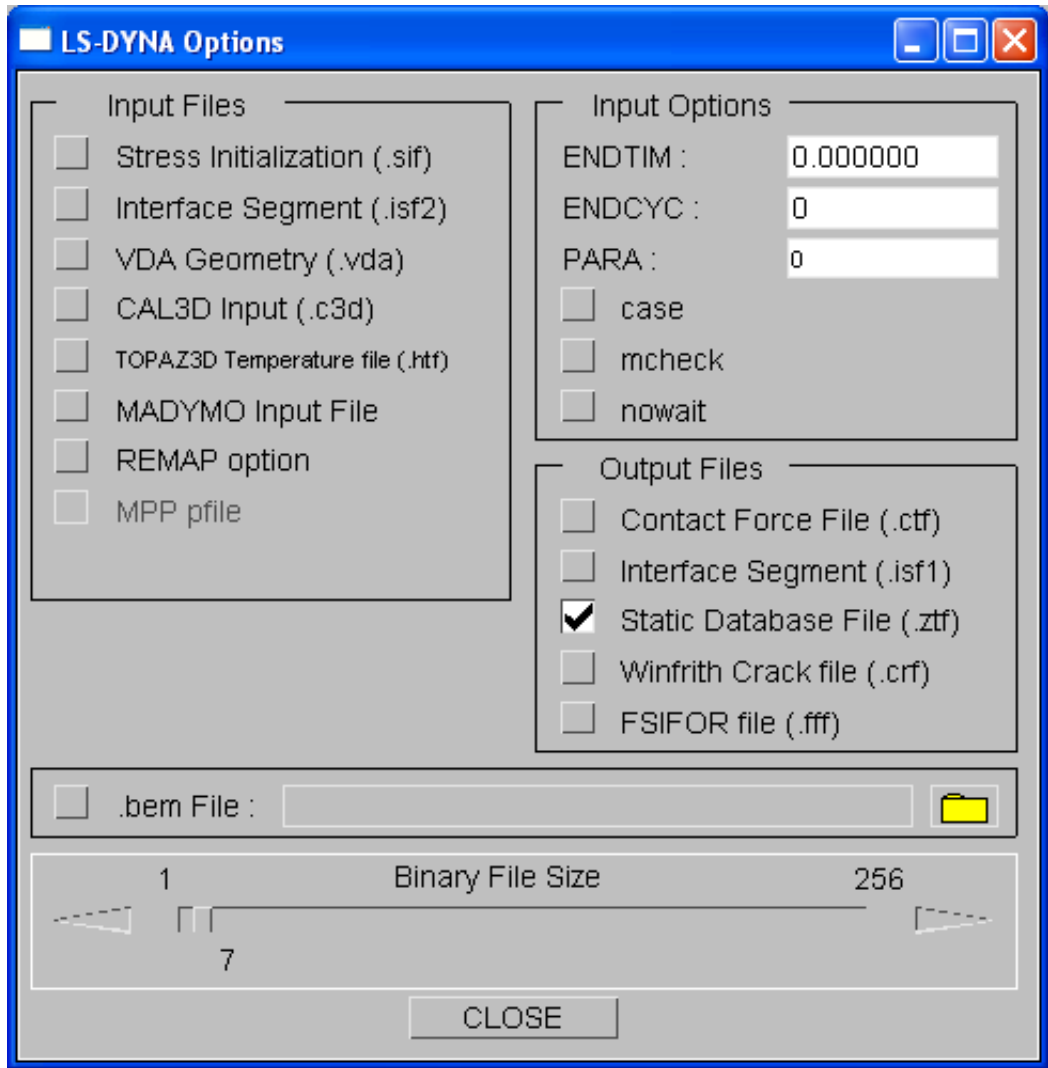 LS-DYNA Options
Input Files
Stress Initialization (.sif)
Interface Segment (.isf2)
VDA Geometry (.vda)
CAL3D Input (.c3d)
TOPAZ3D Temperature file (.htf)
MADYMO Input File
REMAP option
MPP pfile
Input Options
ENDTIM : 0.000000
ENDCYC : 0
PARA : 0
case
mcheck
nowait
Output Files
Contact Force File (.ctf)
Interface Segment (.isf1)
Static Database File (.ztf)
Winfrith Crack file (.crf)
FSIFOR file (.fff)
.bem File :
1 Binary File Size 256
7
CLOSE